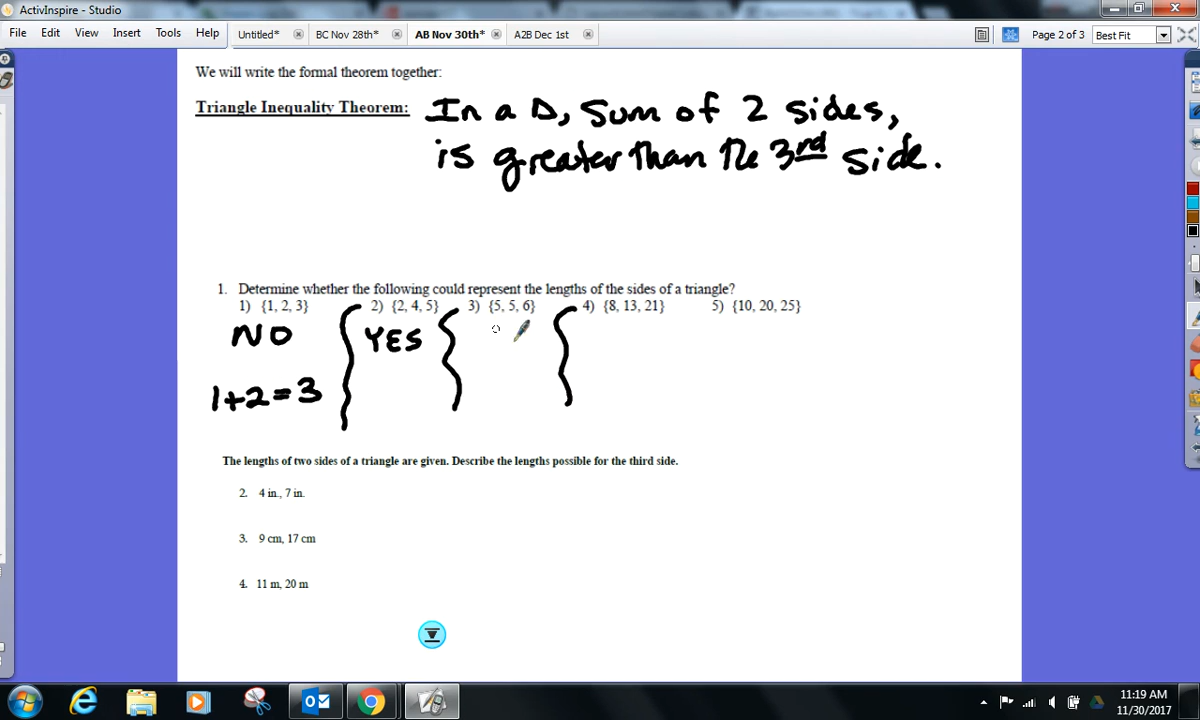 ActivInspire - Studio
File Edit View Insert Tools Help Untitled* BC Nov 28th* AB Nov 30th* A2B Dec 1st Page 2 of 3 Best Fit
We will write the formal theorem together:
Triangle Inequality Theorem: In a Δ, sum of 2 sides,
is greater than the 3rd side.
1. Determine whether the following could represent the lengths of the sides of a triangle?
1) {1, 2, 3} 2) {2, 4, 5} 3) {5, 5, 6} 4) {8, 13, 21} 5) {10, 20, 25}
NO YES
1+2=3
The lengths of two sides of a triangle are given. Describe the lengths possible for the third side.
2. 4 in., 7 in.
3. 9 cm, 17 cm
4. 11 m, 20 m
11:19 AM
11/30/2017